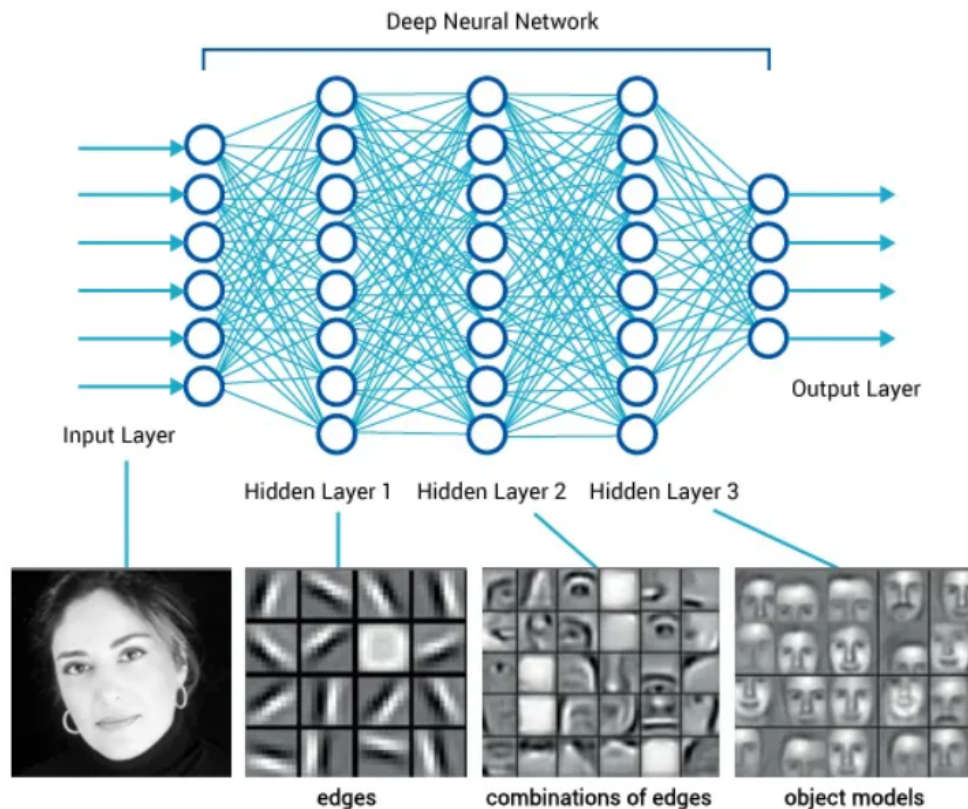 Deep Neural Network
Output Layer
Input Layer
Hidden Layer 1 Hidden Layer 2 Hidden Layer 3
edges combinations of edges object models